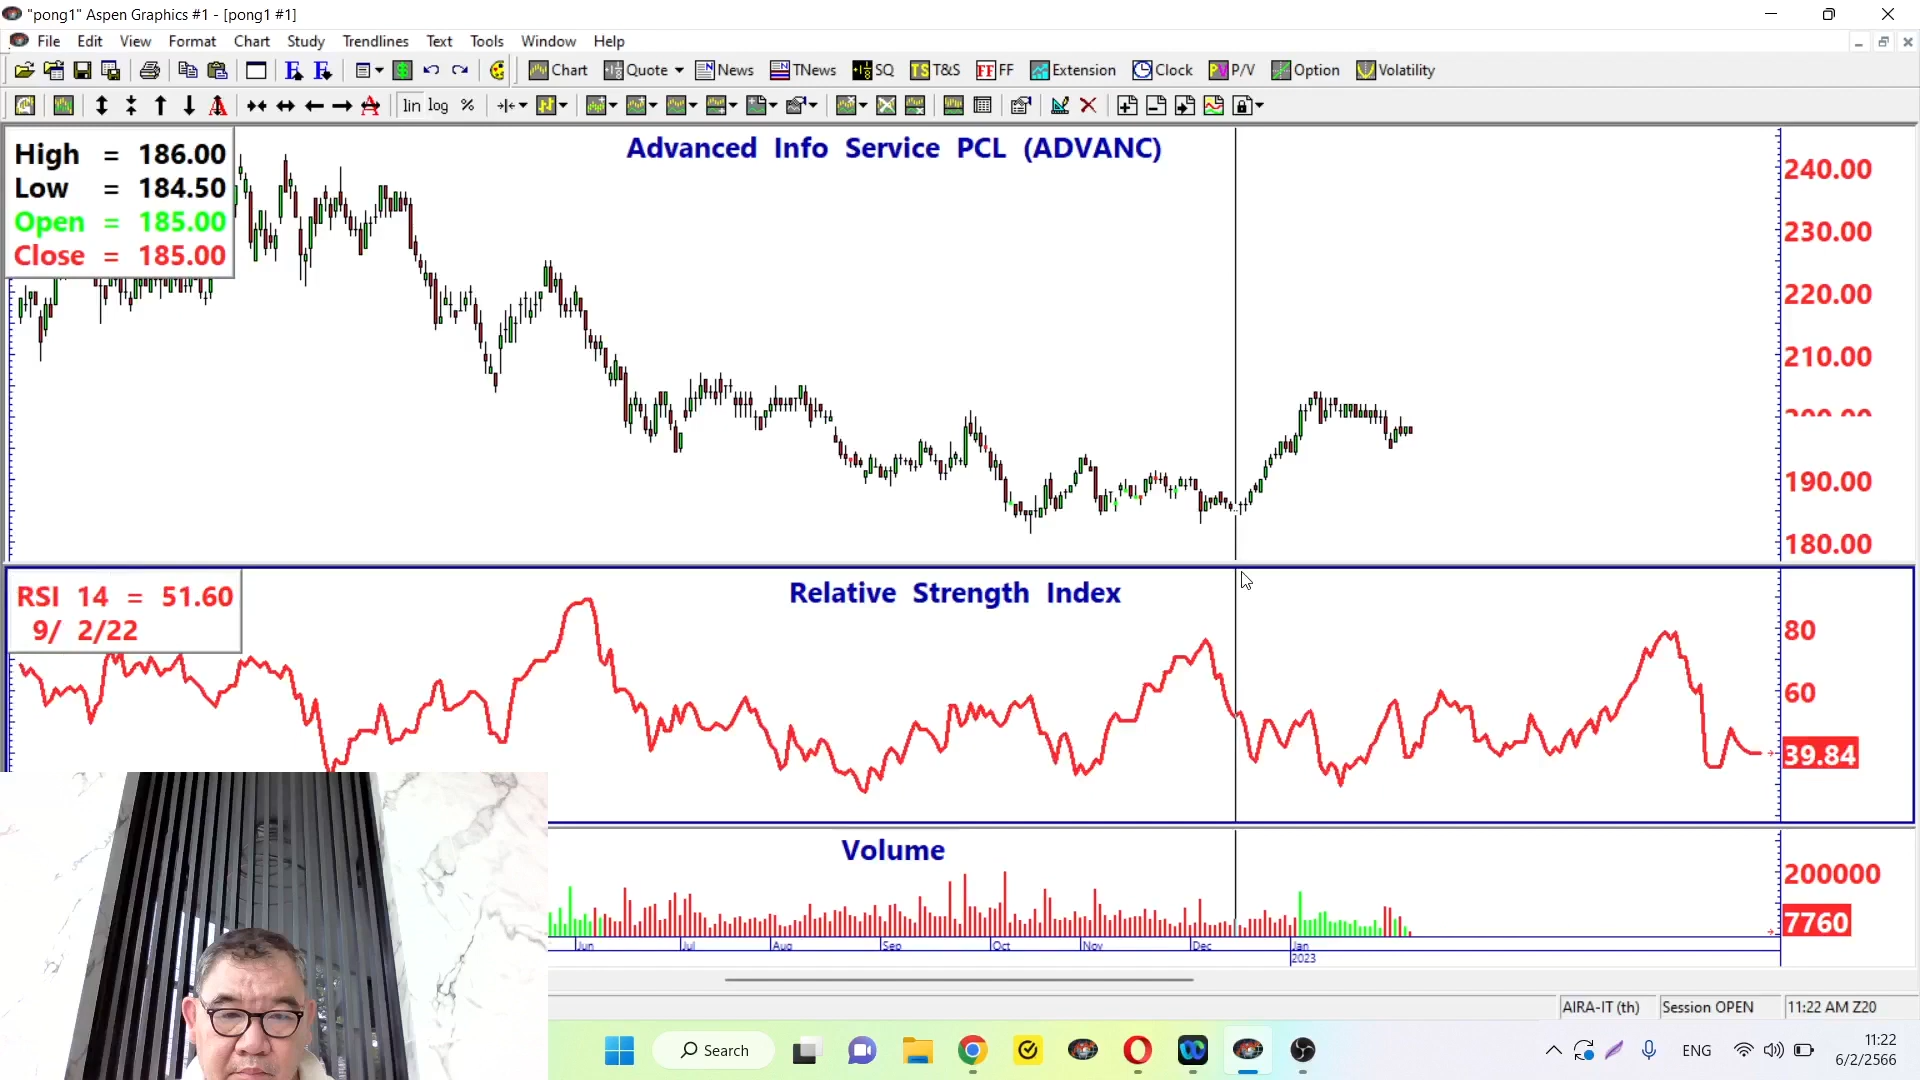 "pong1" Aspen Graphics #1 - [pong1 #1]
File Edit View Format Chart Study Trendlines Text Tools Window Help
Chart Quote News TNews SQ T&S FF Extension Clock P/V Option Volatility
lin log %
High = 186.00
Low = 184.50
Open = 185.00
Close = 185.00
Advanced Info Service PCL (ADVANC)
240.00
230.00
220.00
210.00
200.00
190.00
180.00
RSI 14 = 51.60
9/ 2/22
Relative Strength Index
80
60
39.84
Volume
200000
7760
Jun Jul Aug Sep Oct Nov Dec Jan
2023
AIRA-IT (th) Session OPEN 11:22 AM Z20
Search
ENG
11:22
6/2/2566